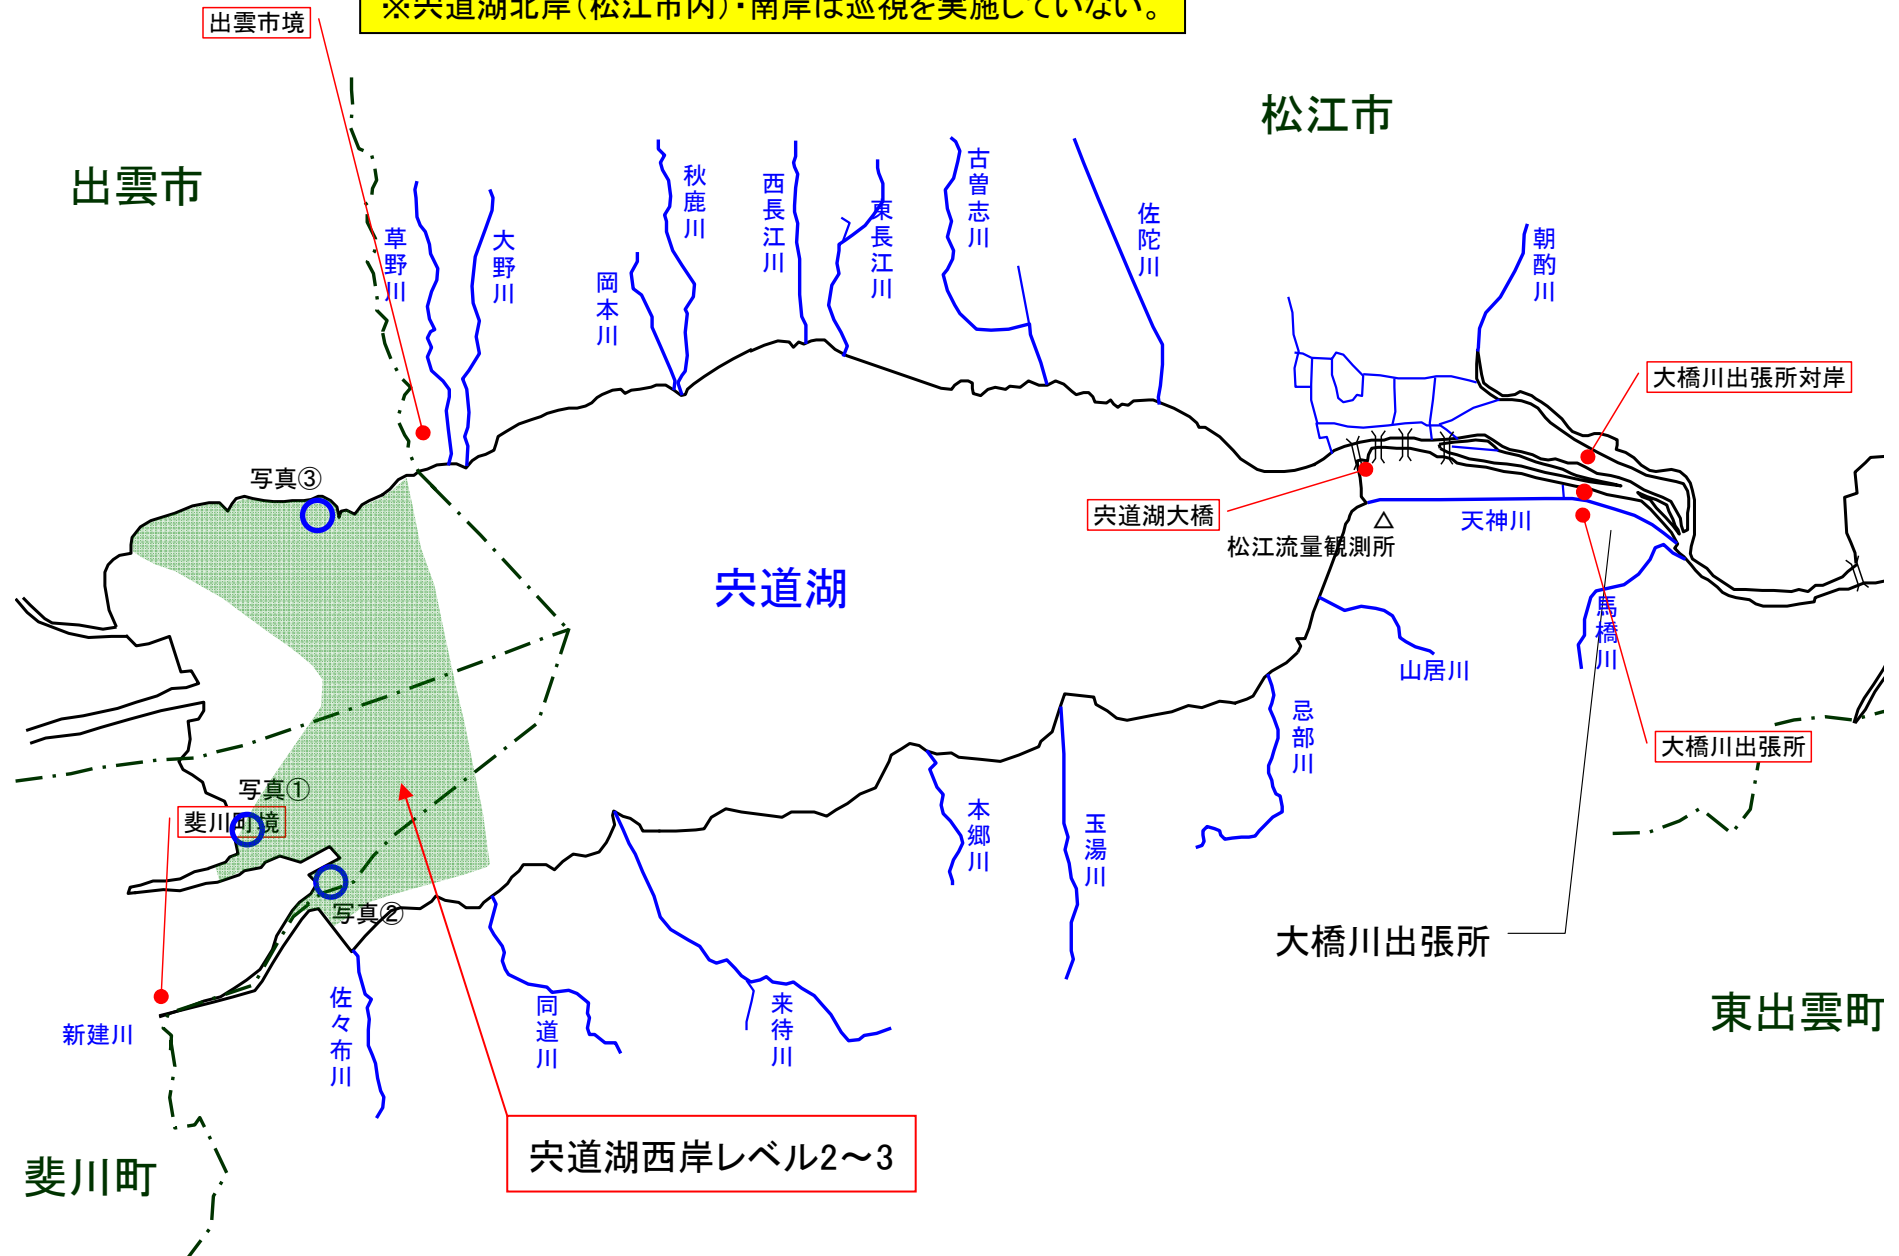 ※宍道湖北岸（松江市内）・南岸は巡視を実施していない。
出雲市境
松江市
出雲市
草野川
大野川
岡本川
秋鹿川
西長江川
東長江川
古曽志川
佐陀川
朝酌川
大橋川出張所対岸
写真③
宍道湖大橋
天神川
松江流量観測所
宍道湖
馬橋川
山居川
忌部川
大橋川出張所
写真①
斐川町境
本郷川
玉湯川
写真②
大橋川出張所
新建川
佐々布川
同道川
来待川
東出雲町
宍道湖西岸レベル2～3
斐川町